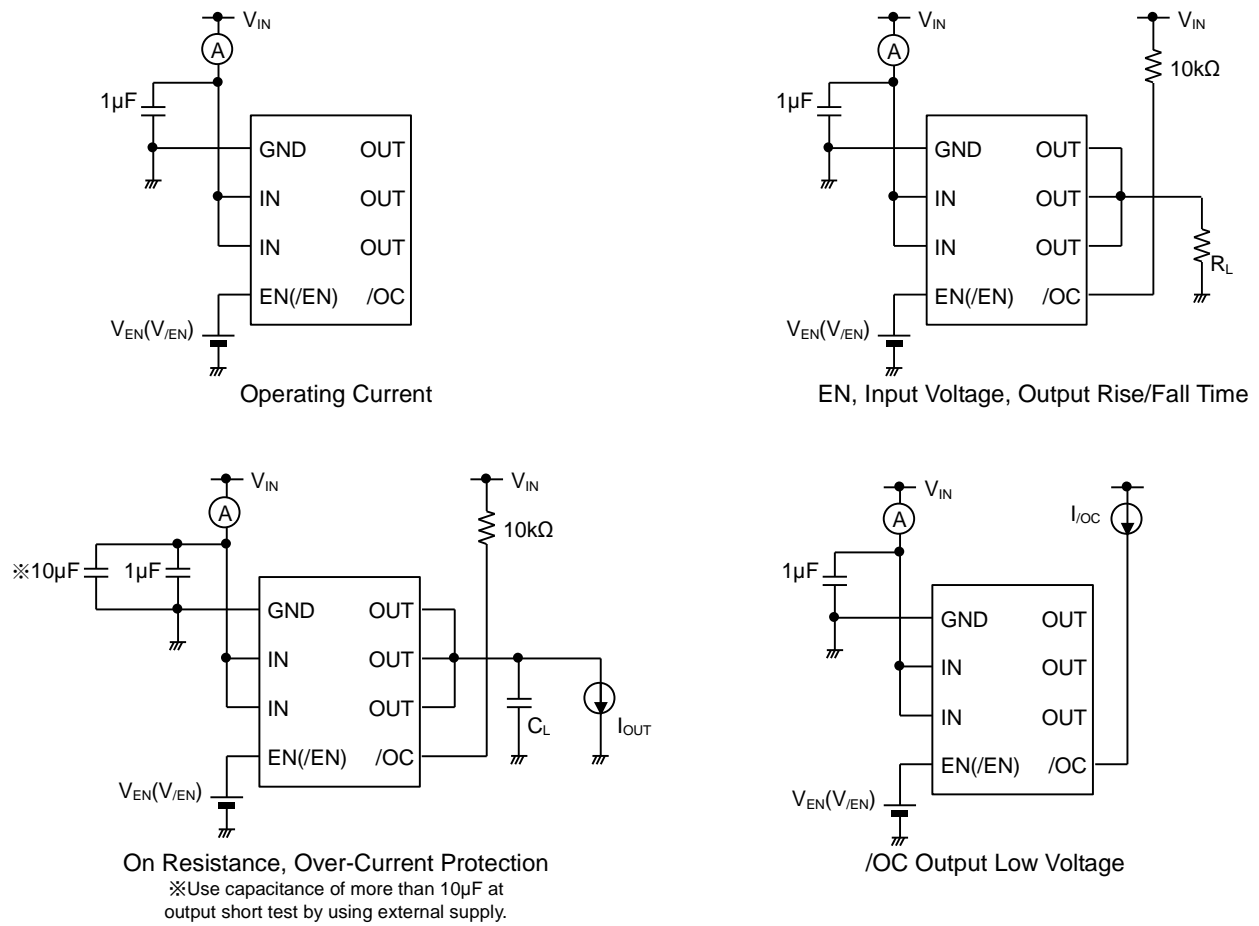 VIN
A
1µF
GND OUT
IN OUT
IN OUT
EN(/EN) /OC
VEN(V/EN)
Operating Current
VIN VIN
A
10kΩ
1µF
GND OUT
IN OUT
IN OUT
RL
EN(/EN) /OC
VEN(V/EN)
EN, Input Voltage, Output Rise/Fall Time
VIN VIN
A
10kΩ
※10µF 1µF
GND OUT
IN OUT
IN OUT
CL IOUT
EN(/EN) /OC
VEN(V/EN)
On Resistance, Over-Current Protection
※Use capacitance of more than 10µF at
output short test by using external supply.
VIN
A
I/OC
1µF
GND OUT
IN OUT
IN OUT
EN(/EN) /OC
VEN(V/EN)
/OC Output Low Voltage